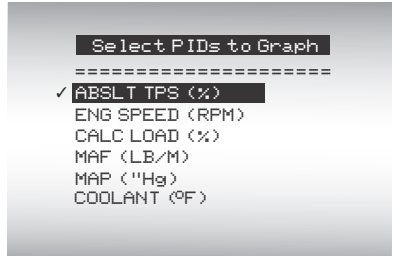 Select PIDs to Graph
=====================
✓ ABSLT TPS (%)
ENG SPEED (RPM)
CALC LOAD (%)
MAF (LB/M)
MAP ("Hg)
COOLANT (ºF)